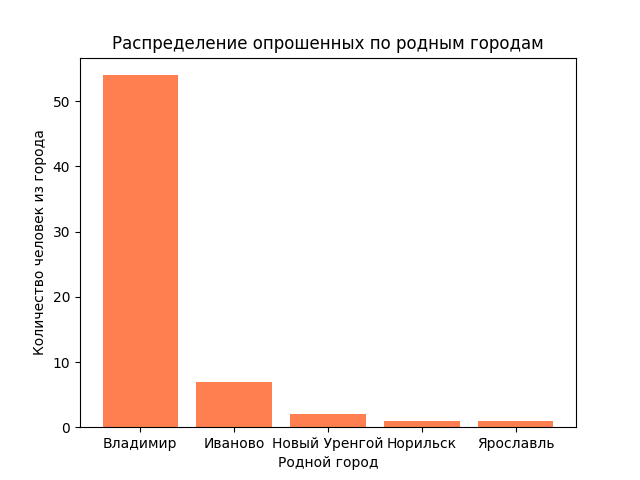 Распределение опрошенных по родным городам
Количество человек из города
50
40
30
20
10
0
Владимир Иваново Новый Уренгой Норильск Ярославль
Родной город